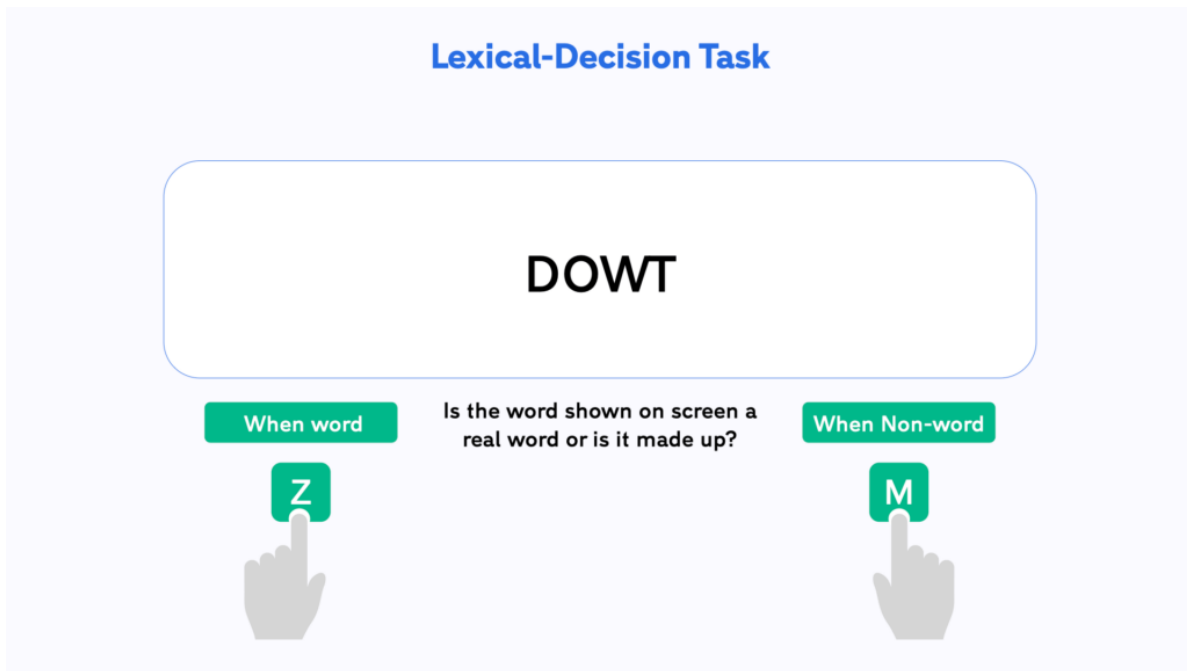 Lexical-Decision Task
DOWT
When word
Is the word shown on screen a
real word or is it made up?
When Non-word
Z
M